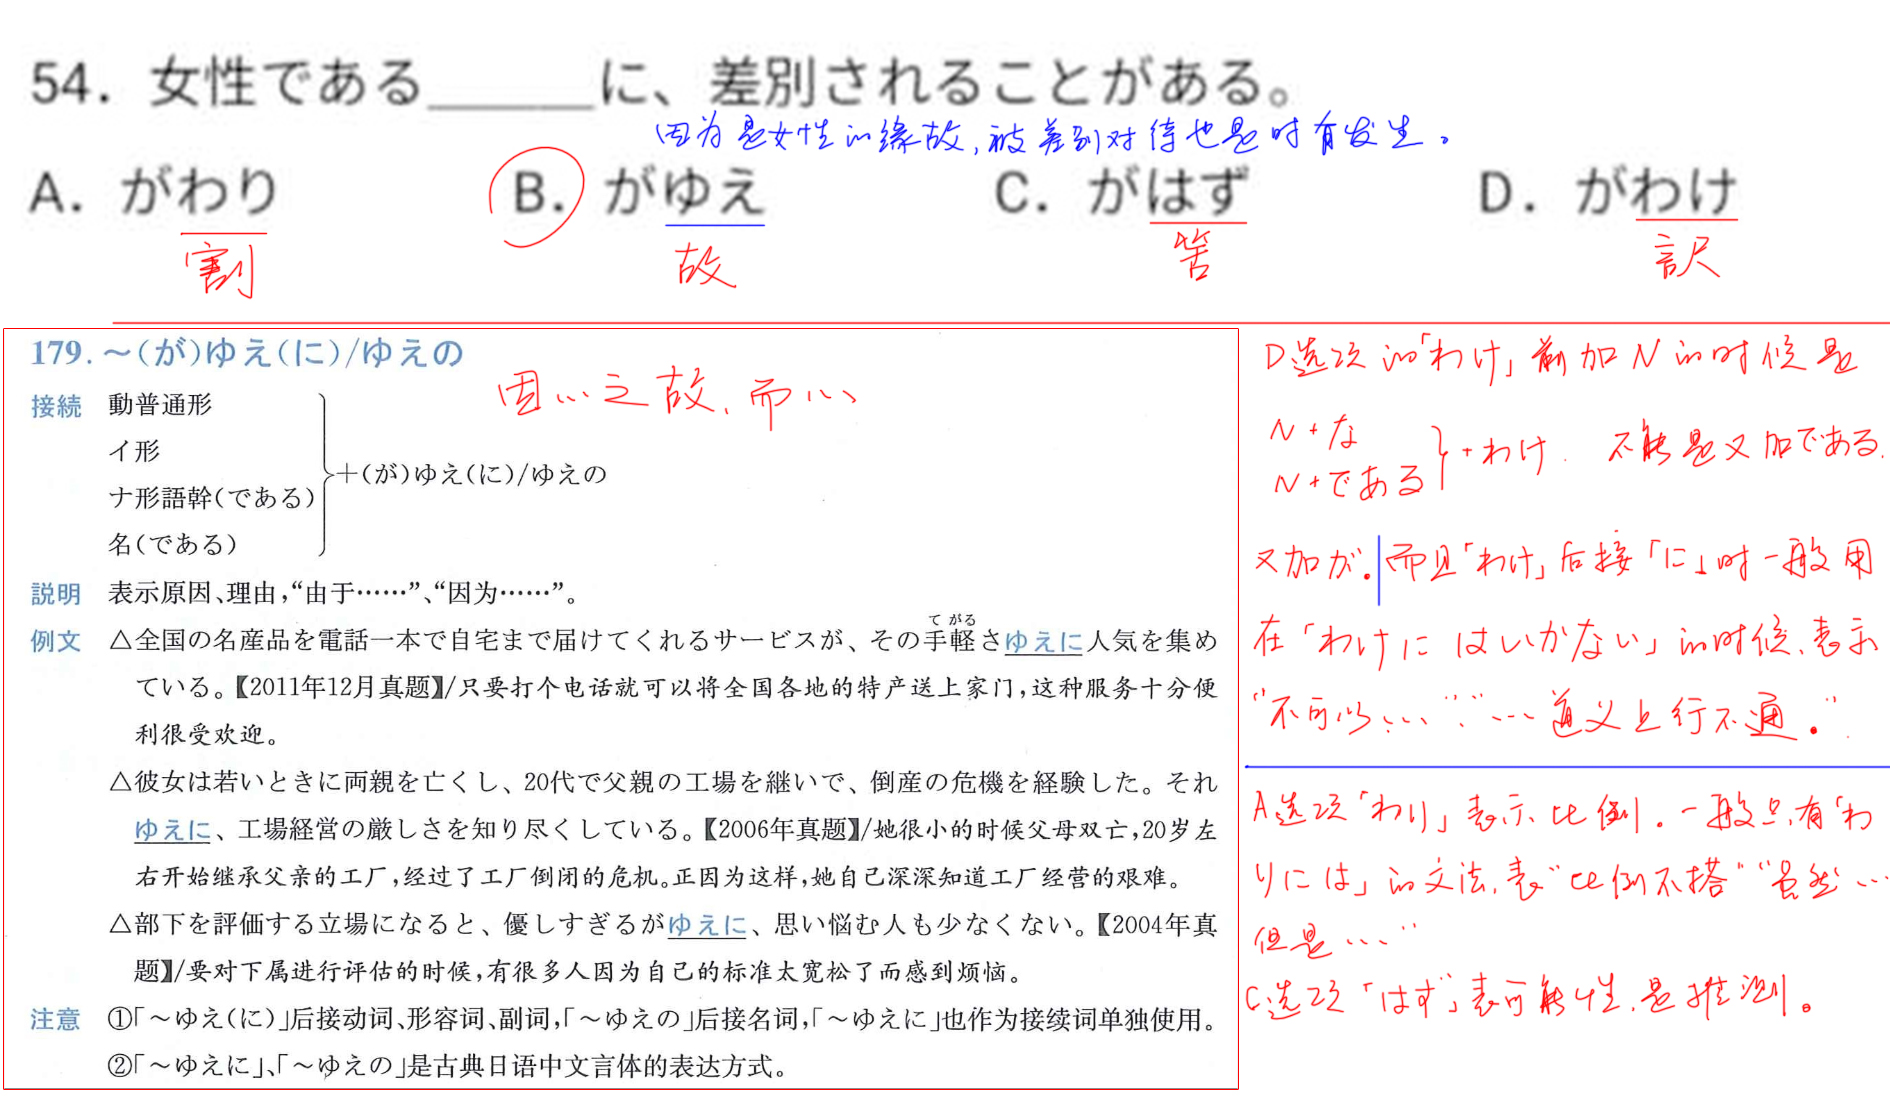 54. 女性である______に、差別されることがある。
因为是女性的缘故,被差别对待也是时有发生。
A. がわり B. がゆえ C. がはず D. がわけ
割 故 筈 訳
179. ～(が)ゆえ(に)/ゆえの
因…之故,而…
接続 動普通形
イ形
ナ形語幹(である)
名(である)
+(が)ゆえ(に)/ゆえの
説明 表示原因、理由,“由于……”、“因为……”。
て がる
例文 △全国の名産品を電話一本で自宅まで届けてくれるサービスが、その手軽さゆえに人気を集め
ている。【2011年12月真题】/只要打个电话就可以将全国各地的特产送上家门,这种服务十分便
利很受欢迎。
△彼女は若いときに両親を亡くし、20代で父親の工場を継いで、倒産の危機を経験した。それ
ゆえに、工場経営の厳しさを知り尽くしている。【2006年真题】/她很小的时候父母双亡,20岁左
右开始继承父亲的工厂,经过了工厂倒闭的危机。正因为这样,她自己深深知道工厂经营的艰难。
△部下を評価する立場になると、優しすぎるがゆえに、思い悩む人も少なくない。【2004年真
题】/要对下属进行评估的时候,有很多人因为自己的标准太宽松了而感到烦恼。
注意 ①「～ゆえ(に)」后接动词、形容词、副词,「～ゆえの」后接名词,「～ゆえに」也作为接续词单独使用。
②「～ゆえに」、「～ゆえの」是古典日语中文言体的表达方式。
D选项的「わけ」前加N的时候是
N+な
N+である
+わけ. 不能是又加である.
又加が。而且「わけ」后接「に」时一般用
在「わけにはいかない」的时候,表示
“不可以…”“…道义上行不通。”
A选项「わり」表示比例。一般只有「わ
りには」的文法,表“比例不搭”“虽然…
但是…”
C选项「はず」表可能性,是推测。